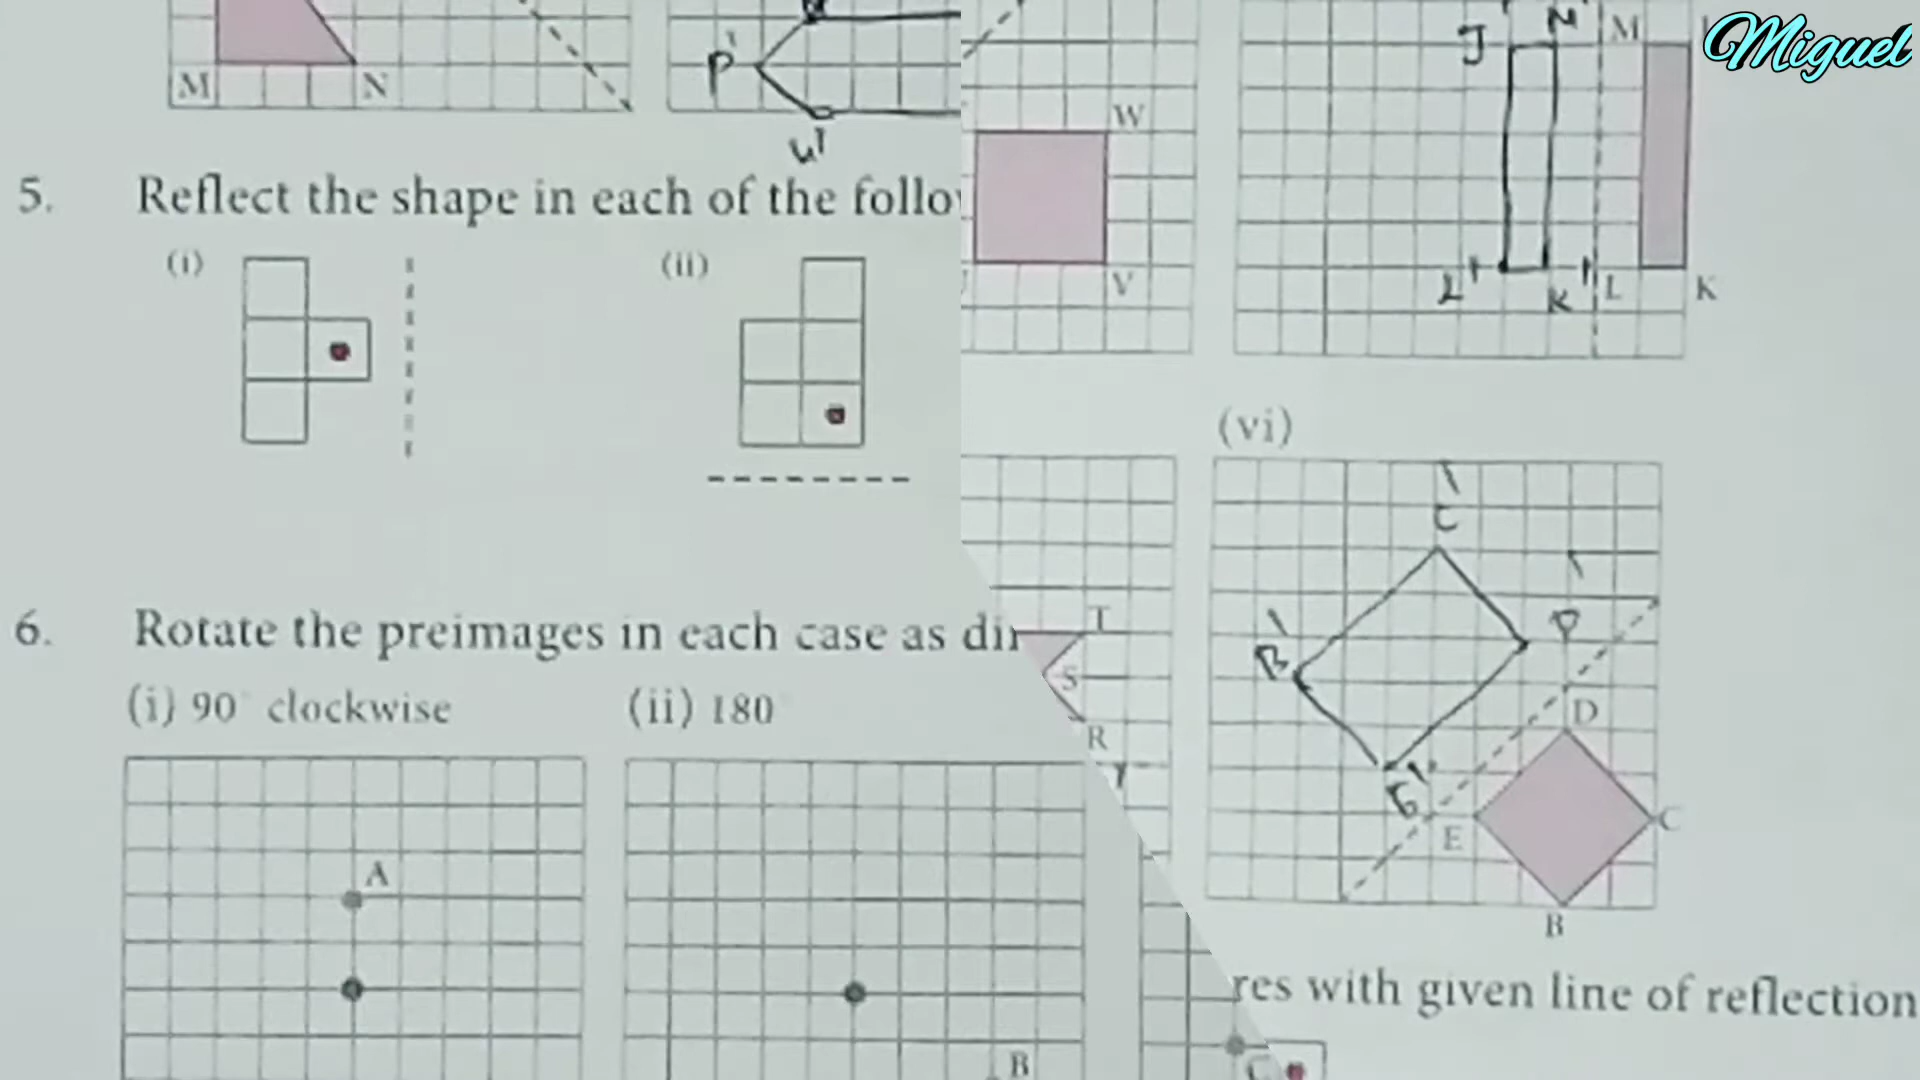 Miguel
M N
P'
u'
5. Reflect the shape in each of the follo
(i) (ii)
6. Rotate the preimages in each case as dir
(i) 90° clockwise (ii) 180°
A
B
W
V
J M
L' K' L K
(vi)
T
S
R
C
B
D
E C
B
res with given line of reflection
C